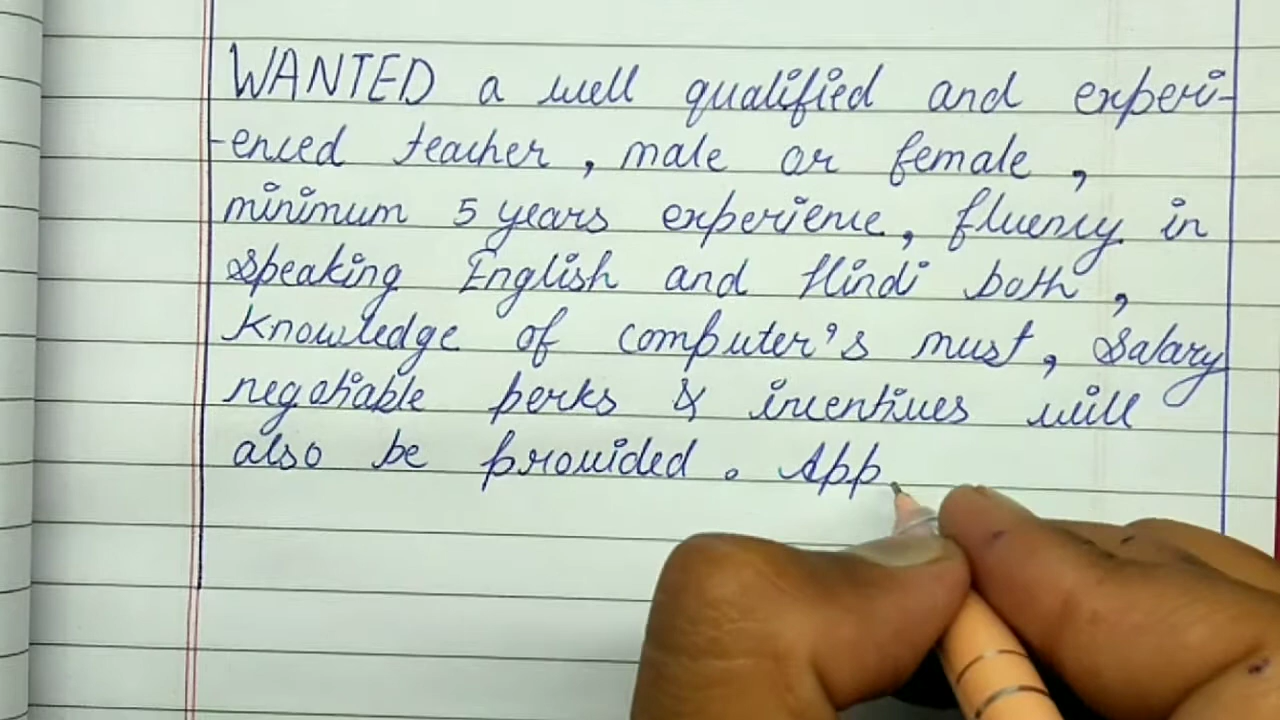 WANTED a well qualified and experi-
-enced teacher, male or female,
minimum 5 years experience, fluency in
speaking English and Hindi both,
knowledge of computer's must, Salary
negotiable perks & incentives will
also be provided. App